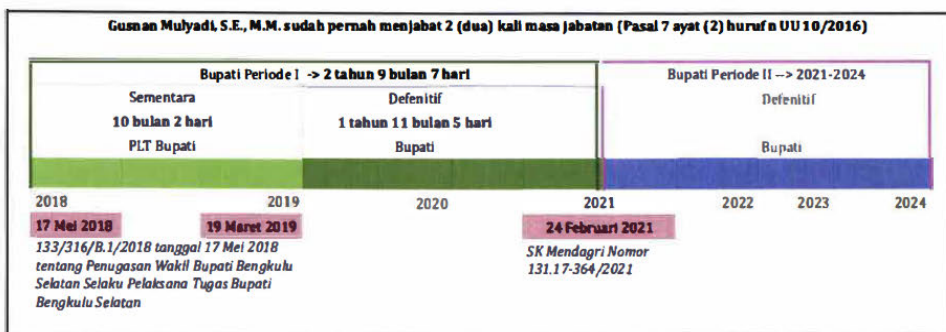 Gusnan Mulyadi, S.E., M.M. sudah pernah menjabat 2 (dua) kali masa jabatan (Pasal 7 ayat (2) huruf n UU 10/2016)
Bupati Periode I -> 2 tahun 9 bulan 7 hari
Bupati Periode II --> 2021-2024
Sementara
Defenitif
Defenitif
10 bulan 2 hari
1 tahun 11 bulan 5 hari
PLT Bupati
Bupati
Bupati
2018
2019
2020
2021
2022
2023
2024
17 Mei 2018
19 Maret 2019
24 Februari 2021
133/316/B.1/2018 tanggal 17 Mei 2018
tentang Penugasan Wakil Bupati Bengkulu
Selatan Selaku Pelaksana Tugas Bupati
Bengkulu Selatan
SK Mendagri Nomor
131.17-364/2021